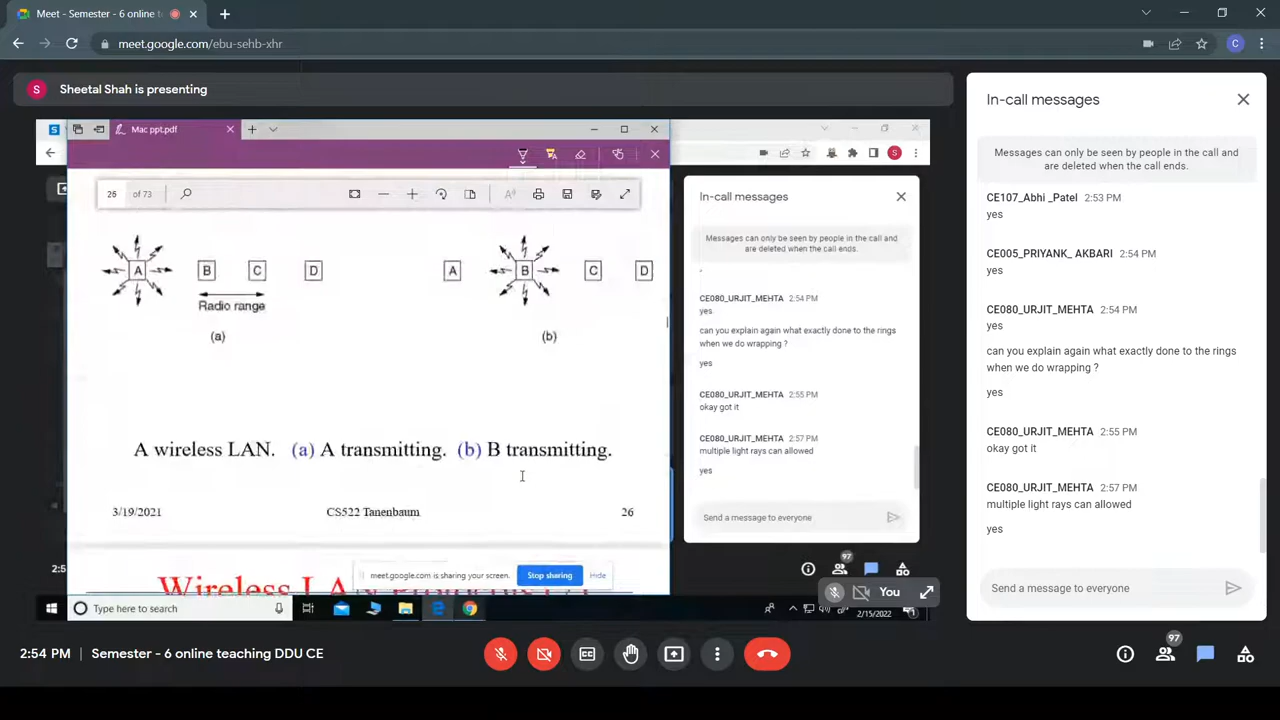 Meet - Semester - 6 online t
meet.google.com/ebu-sehb-xhr
C
S Sheetal Shah is presenting
Mac ppt.pdf
S
26 of 73
A B C D A B C D
Radio range
(a) (b)
A wireless LAN. (a) A transmitting. (b) B transmitting.
3/19/2021 CS522 Tanenbaum 26
meet.google.com is sharing your screen. Stop sharing Hide
Type here to search
2/15/2022
In-call messages
Messages can only be seen by people in the call and
are deleted when the call ends.
CE080_URJIT_MEHTA 2:54 PM
yes
can you explain again what exactly done to the rings
when we do wrapping ?
yes
CE080_URJIT_MEHTA 2:55 PM
okay got it
CE080_URJIT_MEHTA 2:57 PM
multiple light rays can allowed
yes
Send a message to everyone
97
You
In-call messages
Messages can only be seen by people in the call and
are deleted when the call ends.
CE107_Abhi _Patel 2:53 PM
yes
CE005_PRIYANK_ AKBARI 2:54 PM
yes
CE080_URJIT_MEHTA 2:54 PM
yes
can you explain again what exactly done to the rings
when we do wrapping ?
yes
CE080_URJIT_MEHTA 2:55 PM
okay got it
CE080_URJIT_MEHTA 2:57 PM
multiple light rays can allowed
yes
Send a message to everyone
2:54 PM Semester - 6 online teaching DDU CE
97